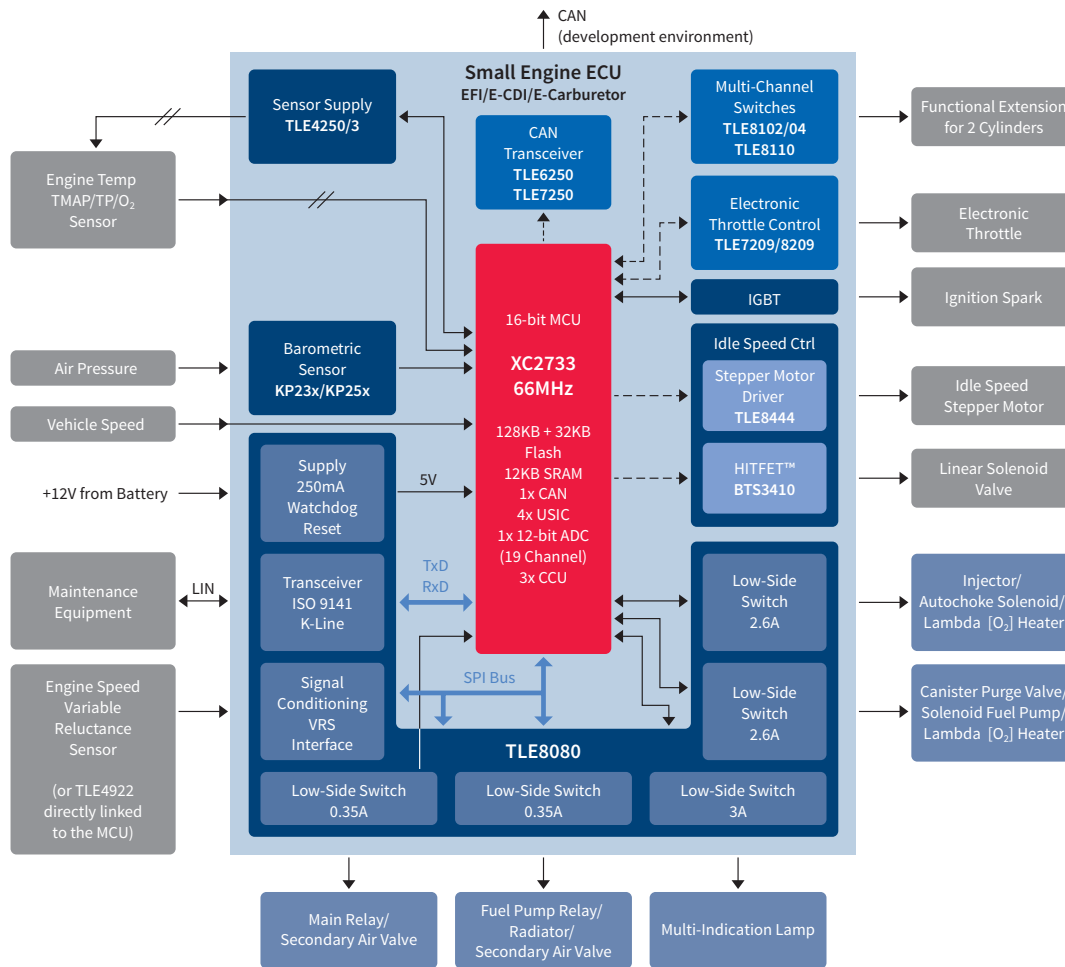 CAN
(development environment)
Small Engine ECU
EFI/E-CDI/E-Carburetor
Sensor Supply
TLE4250/3
CAN
Transceiver
TLE6250
TLE7250
Multi-Channel
Switches
TLE8102/04
TLE8110
Functional Extension
for 2 Cylinders
Engine Temp
TMAP/TP/O₂
Sensor
Electronic
Throttle Control
TLE7209/8209
Electronic
Throttle
IGBT
Ignition Spark
16-bit MCU
XC2733
66MHz
128KB + 32KB
Flash
12KB SRAM
1x CAN
4x USIC
1x 12-bit ADC
(19 Channel)
3x CCU
Air Pressure
Barometric
Sensor
KP23x/KP25x
Vehicle Speed
Idle Speed Ctrl
Stepper Motor
Driver
TLE8444
Idle Speed
Stepper Motor
HITFET™
BTS3410
Linear Solenoid
Valve
+12V from Battery
Supply
250mA
Watchdog
Reset
5V
Maintenance
Equipment
LIN
Transceiver
ISO 9141
K-Line
TxD
RxD
Low-Side
Switch
2.6A
Injector/
Autochoke Solenoid/
Lambda [O₂] Heater
Engine Speed
Variable
Reluctance
Sensor
(or TLE4922
directly linked
to the MCU)
Signal
Conditioning
VRS
Interface
SPI Bus
Low-Side
Switch
2.6A
Canister Purge Valve/
Solenoid Fuel Pump/
Lambda [O₂] Heater
TLE8080
Low-Side Switch
0.35A
Low-Side Switch
0.35A
Low-Side Switch
3A
Main Relay/
Secondary Air Valve
Fuel Pump Relay/
Radiator/
Secondary Air Valve
Multi-Indication Lamp